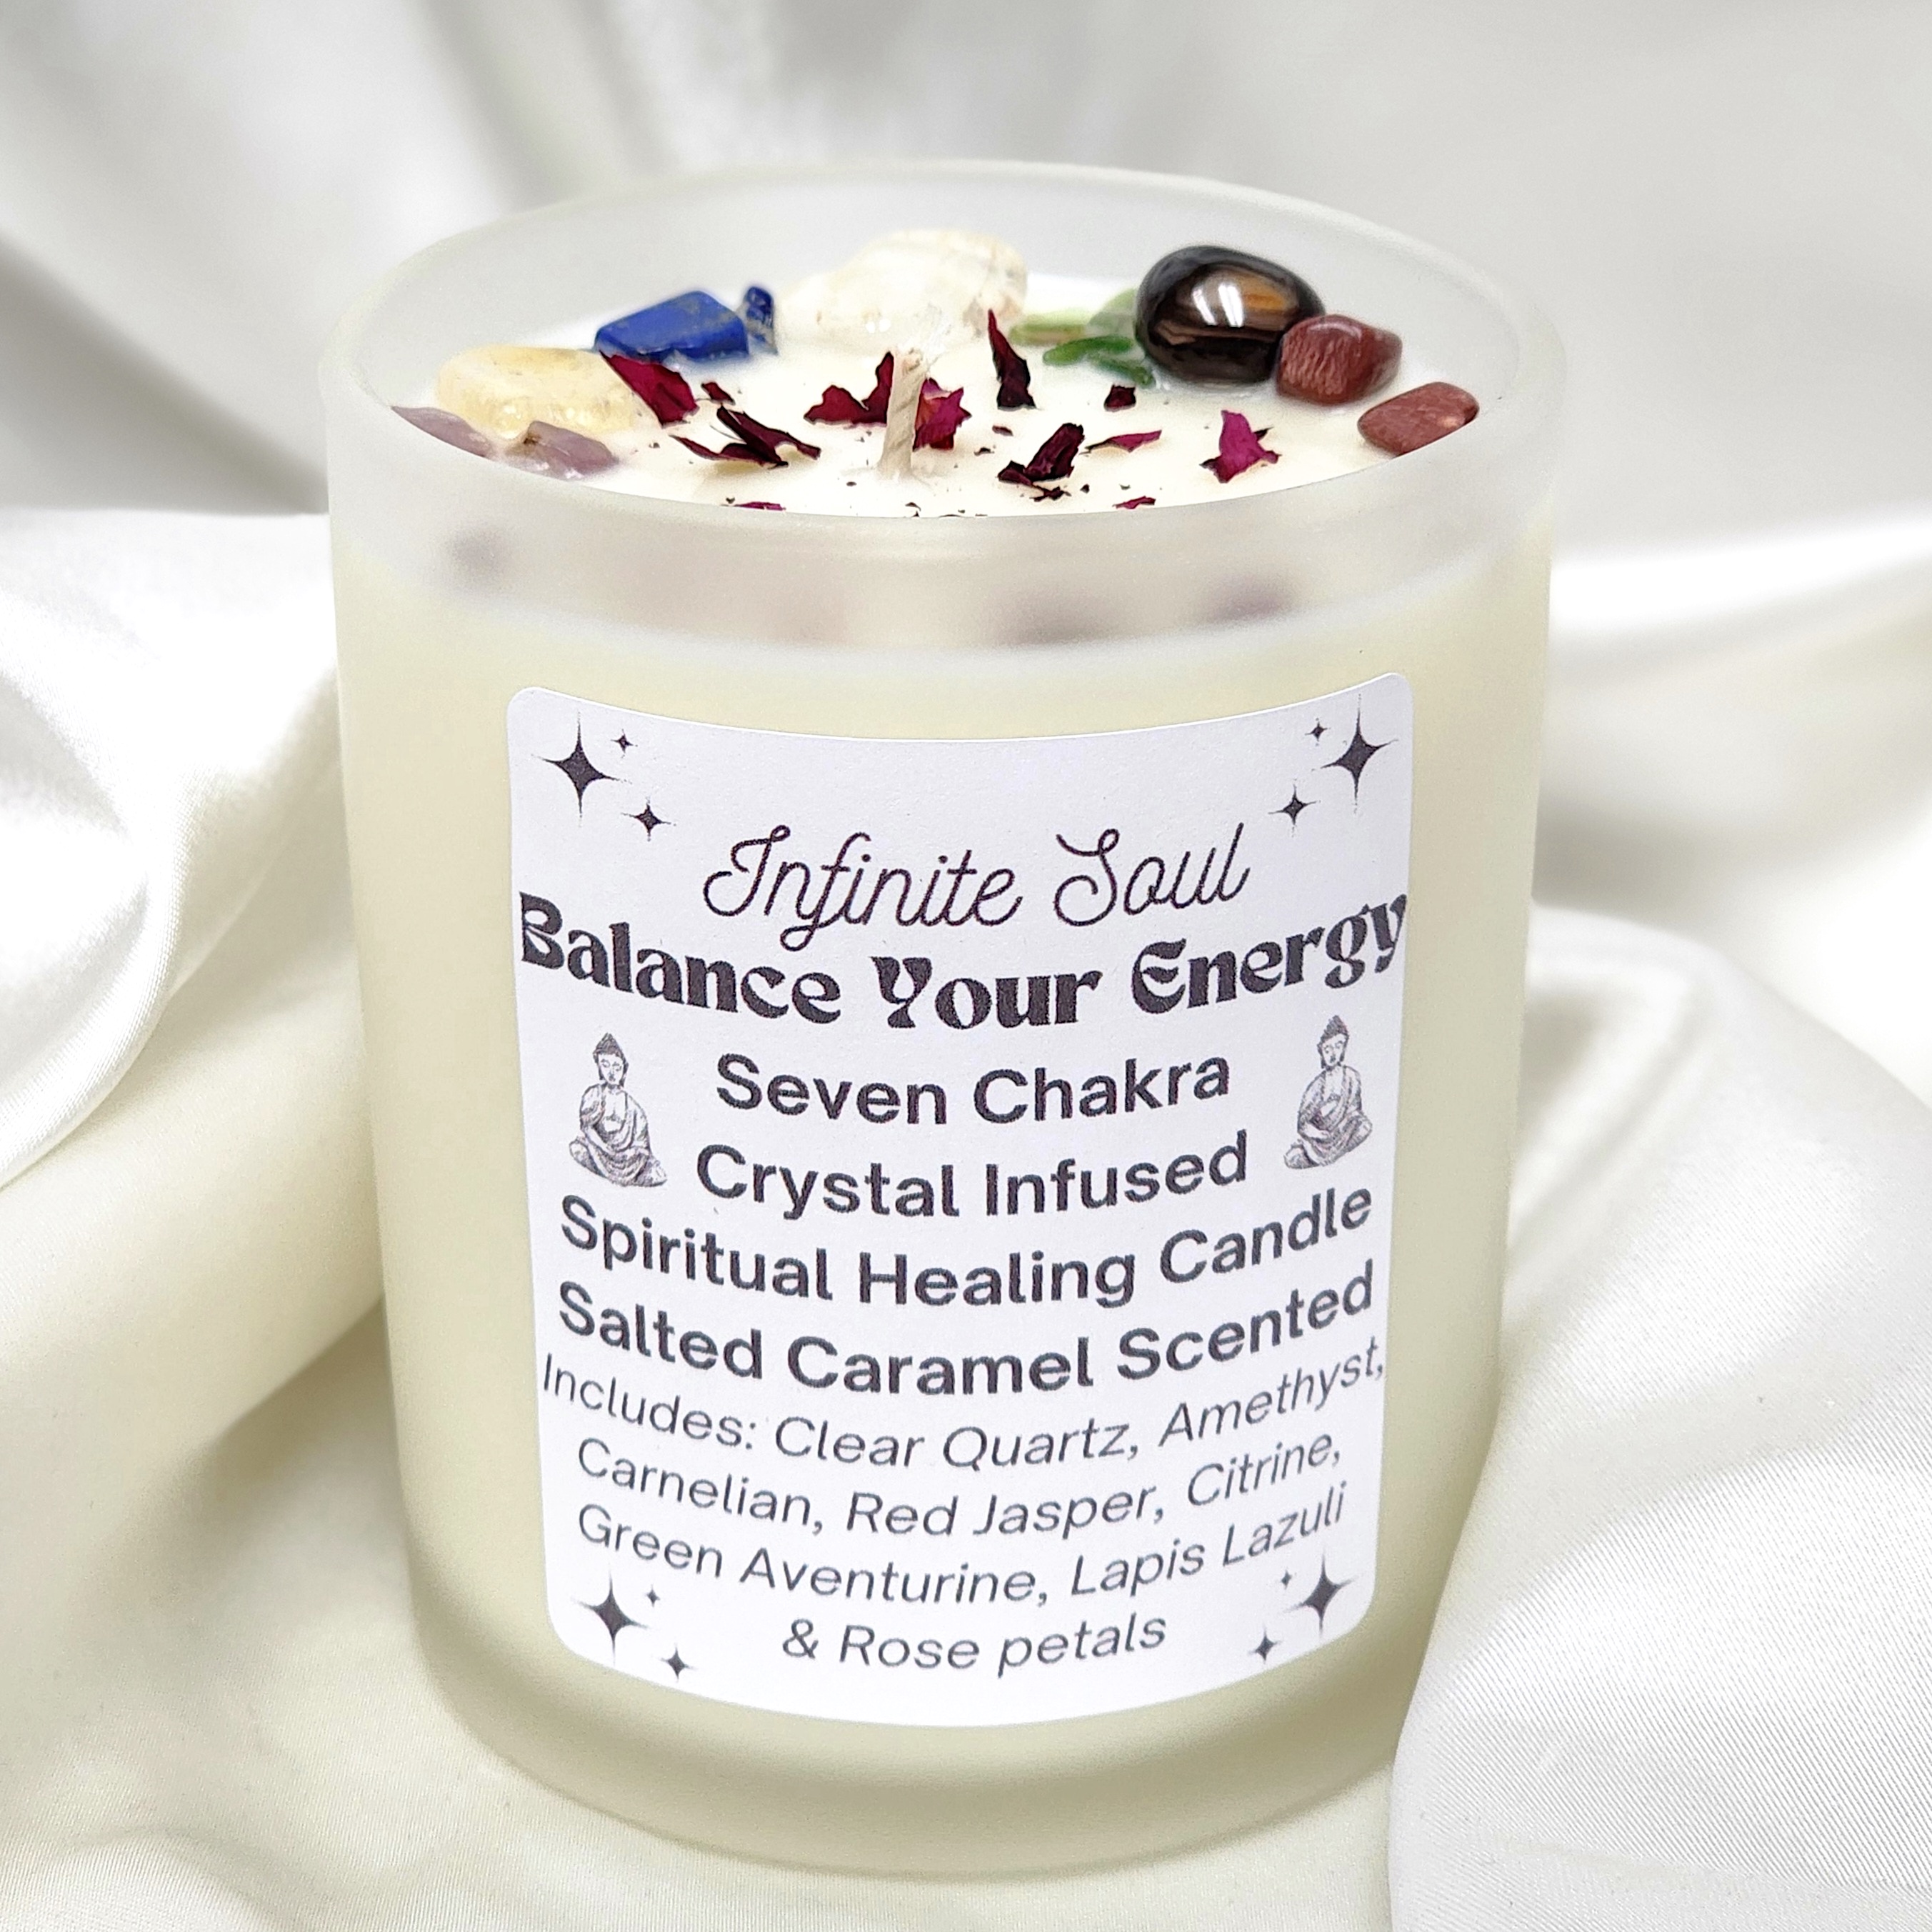 Infinite Soul
Balance Your Energy
Seven Chakra
Crystal Infused
Spiritual Healing Candle
Salted Caramel Scented
Includes: Clear Quartz, Amethyst,
Carnelian, Red Jasper, Citrine,
Green Aventurine, Lapis Lazuli
& Rose petals